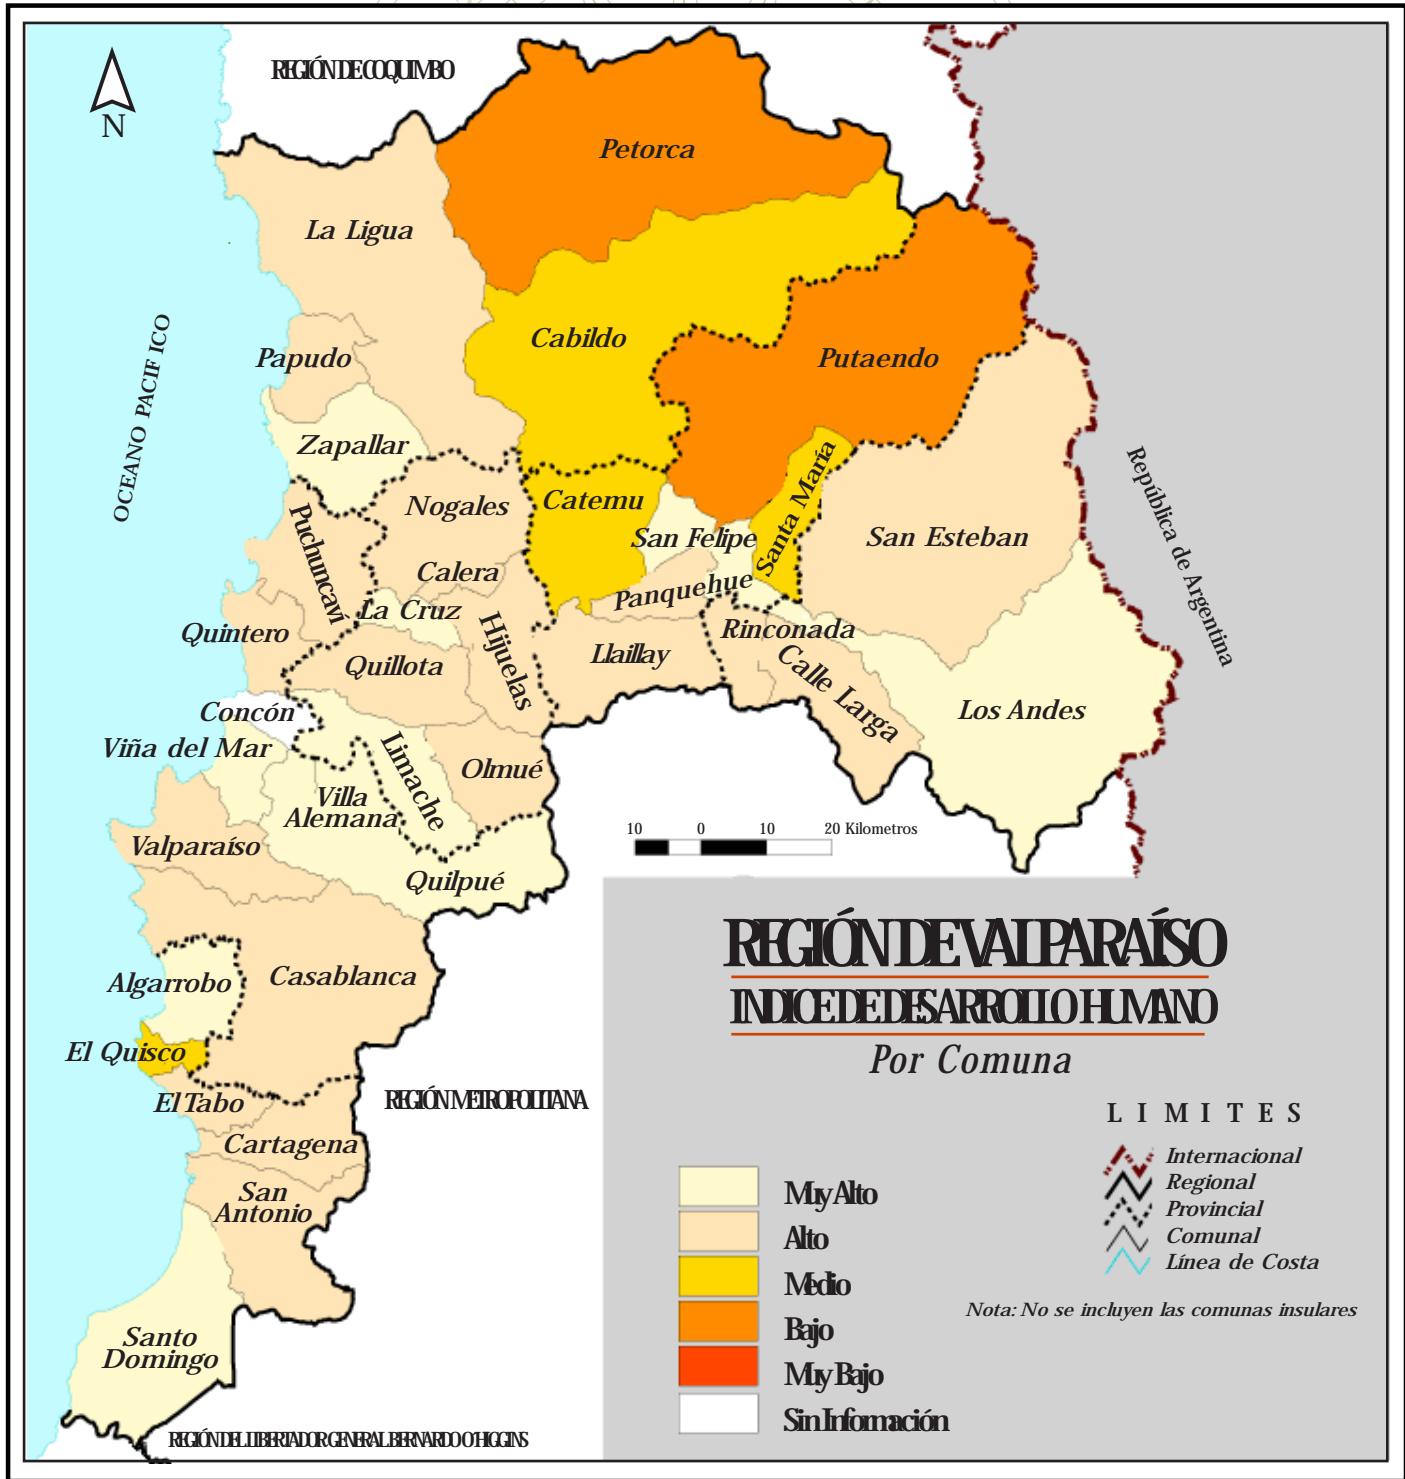 REGIÓN DE COQUIMBO
N
Petorca
La Ligua
OCEANO PACIFICO
Cabildo
Papudo
Putaendo
Zapallar
República de Argentina
Santa María
Nogales
Catemu
Puchuncaví
San Felipe
San Esteban
Calera
Panquehue
La Cruz
Quintero
Hijuelas
Rinconada
Quillota
Llaillay
Calle Larga
Concón
Los Andes
Viña del Mar
Limache
Olmué
Villa
Alemana
Valparaíso
10 0 10 20 Kilometros
Quilpué
REGIÓN DE VALPARAÍSO
INDICE DE DESARROLLO HUMANO
Por Comuna
Casablanca
Algarrobo
El Quisco
El Tabo
REGIÓN METROPOLITANA
Cartagena
San
Antonio
Santo
Domingo
REGIÓN DEL LIBERTADOR GENERAL BERNARDO O HIGGINS
LIMITES
Internacional
Regional
Provincial
Comunal
Línea de Costa
Muy Alto
Alto
Medio
Bajo
Muy Bajo
Sin Información
Nota: No se incluyen las comunas insulares